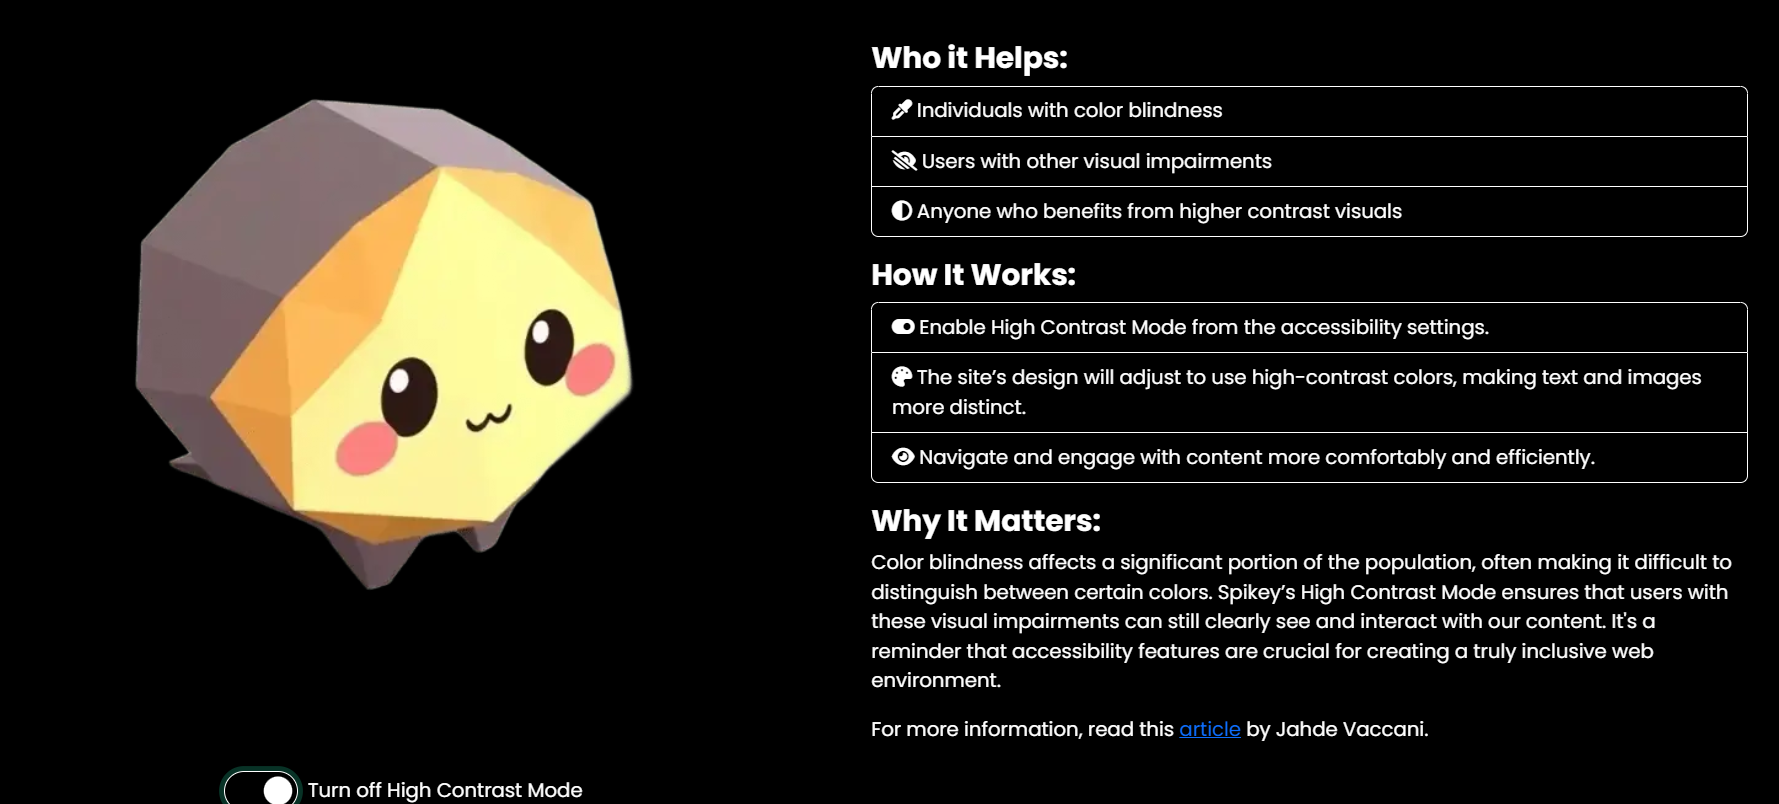 Who it Helps:
Individuals with color blindness
Users with other visual impairments
Anyone who benefits from higher contrast visuals
How It Works:
Enable High Contrast Mode from the accessibility settings.
The site’s design will adjust to use high-contrast colors, making text and images
more distinct.
Navigate and engage with content more comfortably and efficiently.
Why It Matters:
Color blindness affects a significant portion of the population, often making it difficult to
distinguish between certain colors. Spikey’s High Contrast Mode ensures that users with
these visual impairments can still clearly see and interact with our content. It's a
reminder that accessibility features are crucial for creating a truly inclusive web
environment.
For more information, read this article by Jahde Vaccani.
Turn off High Contrast Mode